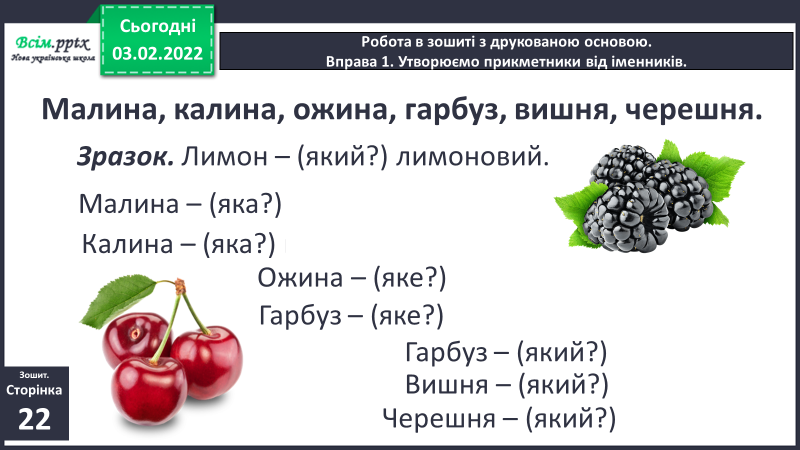 Всім.pptx
Нова українська школа
Сьогодні
03.02.2022
Робота в зошиті з друкованою основою.
Вправа 1. Утворюємо прикметники від іменників.
Малина, калина, ожина, гарбуз, вишня, черешня.
Зразок. Лимон – (який?) лимоновий.
Малина – (яка?)
Калина – (яка?)
Ожина – (яке?)
Гарбуз – (яке?)
Гарбуз – (який?)
Вишня – (який?)
Черешня – (який?)
Зошит.
Сторінка
22